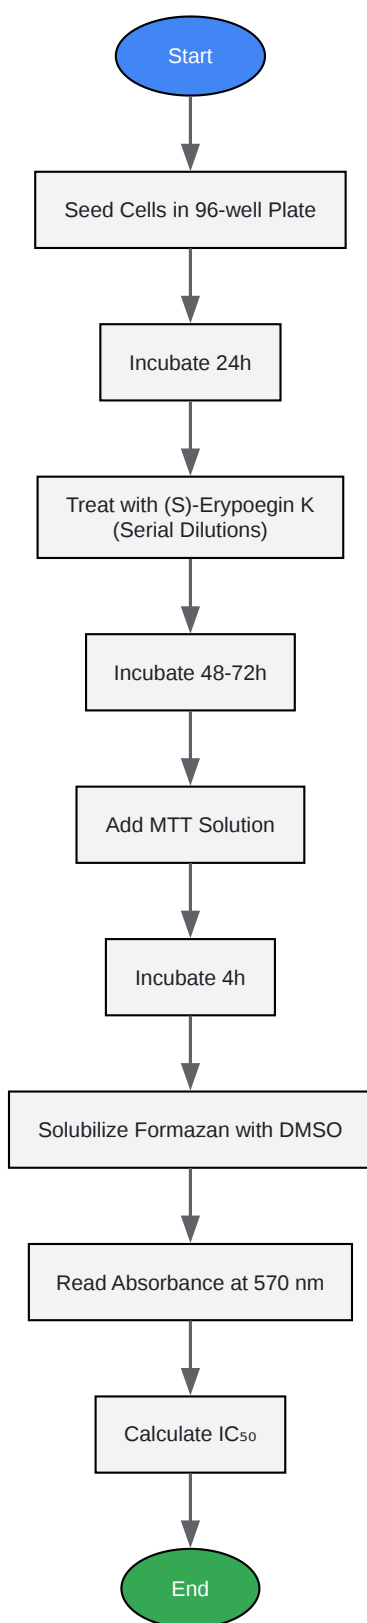 Start
Seed Cells in 96-well Plate
Incubate 24h
Treat with (S)-Erypoegin K
(Serial Dilutions)
Incubate 48-72h
Add MTT Solution
Incubate 4h
Solubilize Formazan with DMSO
Read Absorbance at 570 nm
Calculate IC₅₀
End